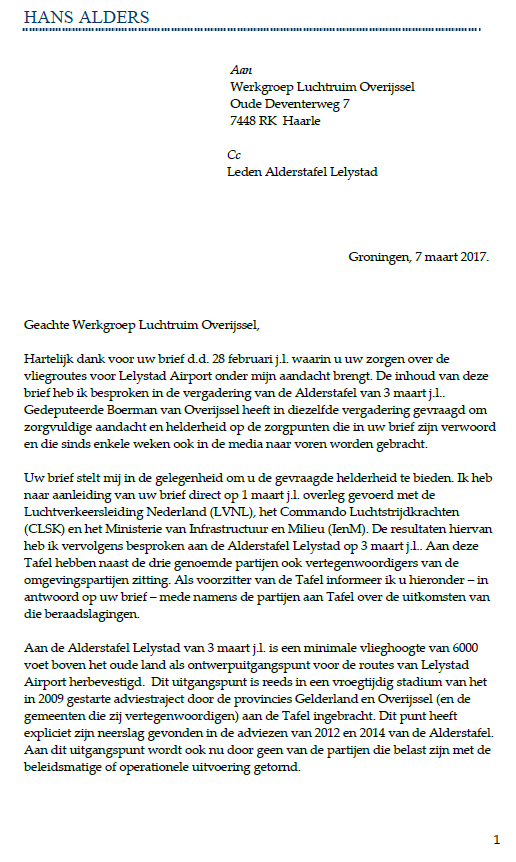 HANS ALDERS
Aan
Werkgroep Luchtruim Overijssel
Oude Deventerweg 7
7448 RK Haarle
Cc
Leden Alderstafel Lelystad
Groningen, 7 maart 2017.
Geachte Werkgroep Luchtruim Overijssel,
Hartelijk dank voor uw brief d.d. 28 februari j.l. waarin u uw zorgen over de
vliegroutes voor Lelystad Airport onder mijn aandacht brengt. De inhoud van deze
brief heb ik besproken in de vergadering van de Alderstafel van 3 maart j.l..
Gedeputeerde Boerman van Overijssel heeft in diezelfde vergadering gevraagd om
zorgvuldige aandacht en helderheid op de zorgpunten die in uw brief zijn verwoord
en die sinds enkele weken ook in de media naar voren worden gebracht.
Uw brief stelt mij in de gelegenheid om u de gevraagde helderheid te bieden. Ik heb
naar aanleiding van uw brief direct op 1 maart j.l. overleg gevoerd met de
Luchtverkeersleiding Nederland (LVNL), het Commando Luchtstrijdkrachten
(CLSK) en het Ministerie van Infrastructuur en Milieu (IenM). De resultaten hiervan
heb ik vervolgens besproken aan de Alderstafel Lelystad op 3 maart j.l.. Aan deze
Tafel hebben naast de drie genoemde partijen ook vertegenwoordigers van de
omgevingspartijen zitting. Als voorzitter van de Tafel informeer ik u hieronder – in
antwoord op uw brief – mede namens de partijen aan Tafel over de uitkomsten van
die beraadslagingen.
Aan de Alderstafel Lelystad van 3 maart j.l. is een minimale vlieghoogte van 6000
voet boven het oude land als ontwerpuitgangspunt voor de routes van Lelystad
Airport herbevestigd. Dit uitgangspunt is reeds in een vroegtijdig stadium van het
in 2009 gestarte adviestraject door de provincies Gelderland en Overijssel (en de
gemeenten die zij vertegenwoordigen) aan de Tafel ingebracht. Dit punt heeft
expliciet zijn neerslag gevonden in de adviezen van 2012 en 2014 van de Alderstafel.
Aan dit uitgangspunt wordt ook nu door geen van de partijen die belast zijn met de
beleidsmatige of operationele uitvoering getornd.
1